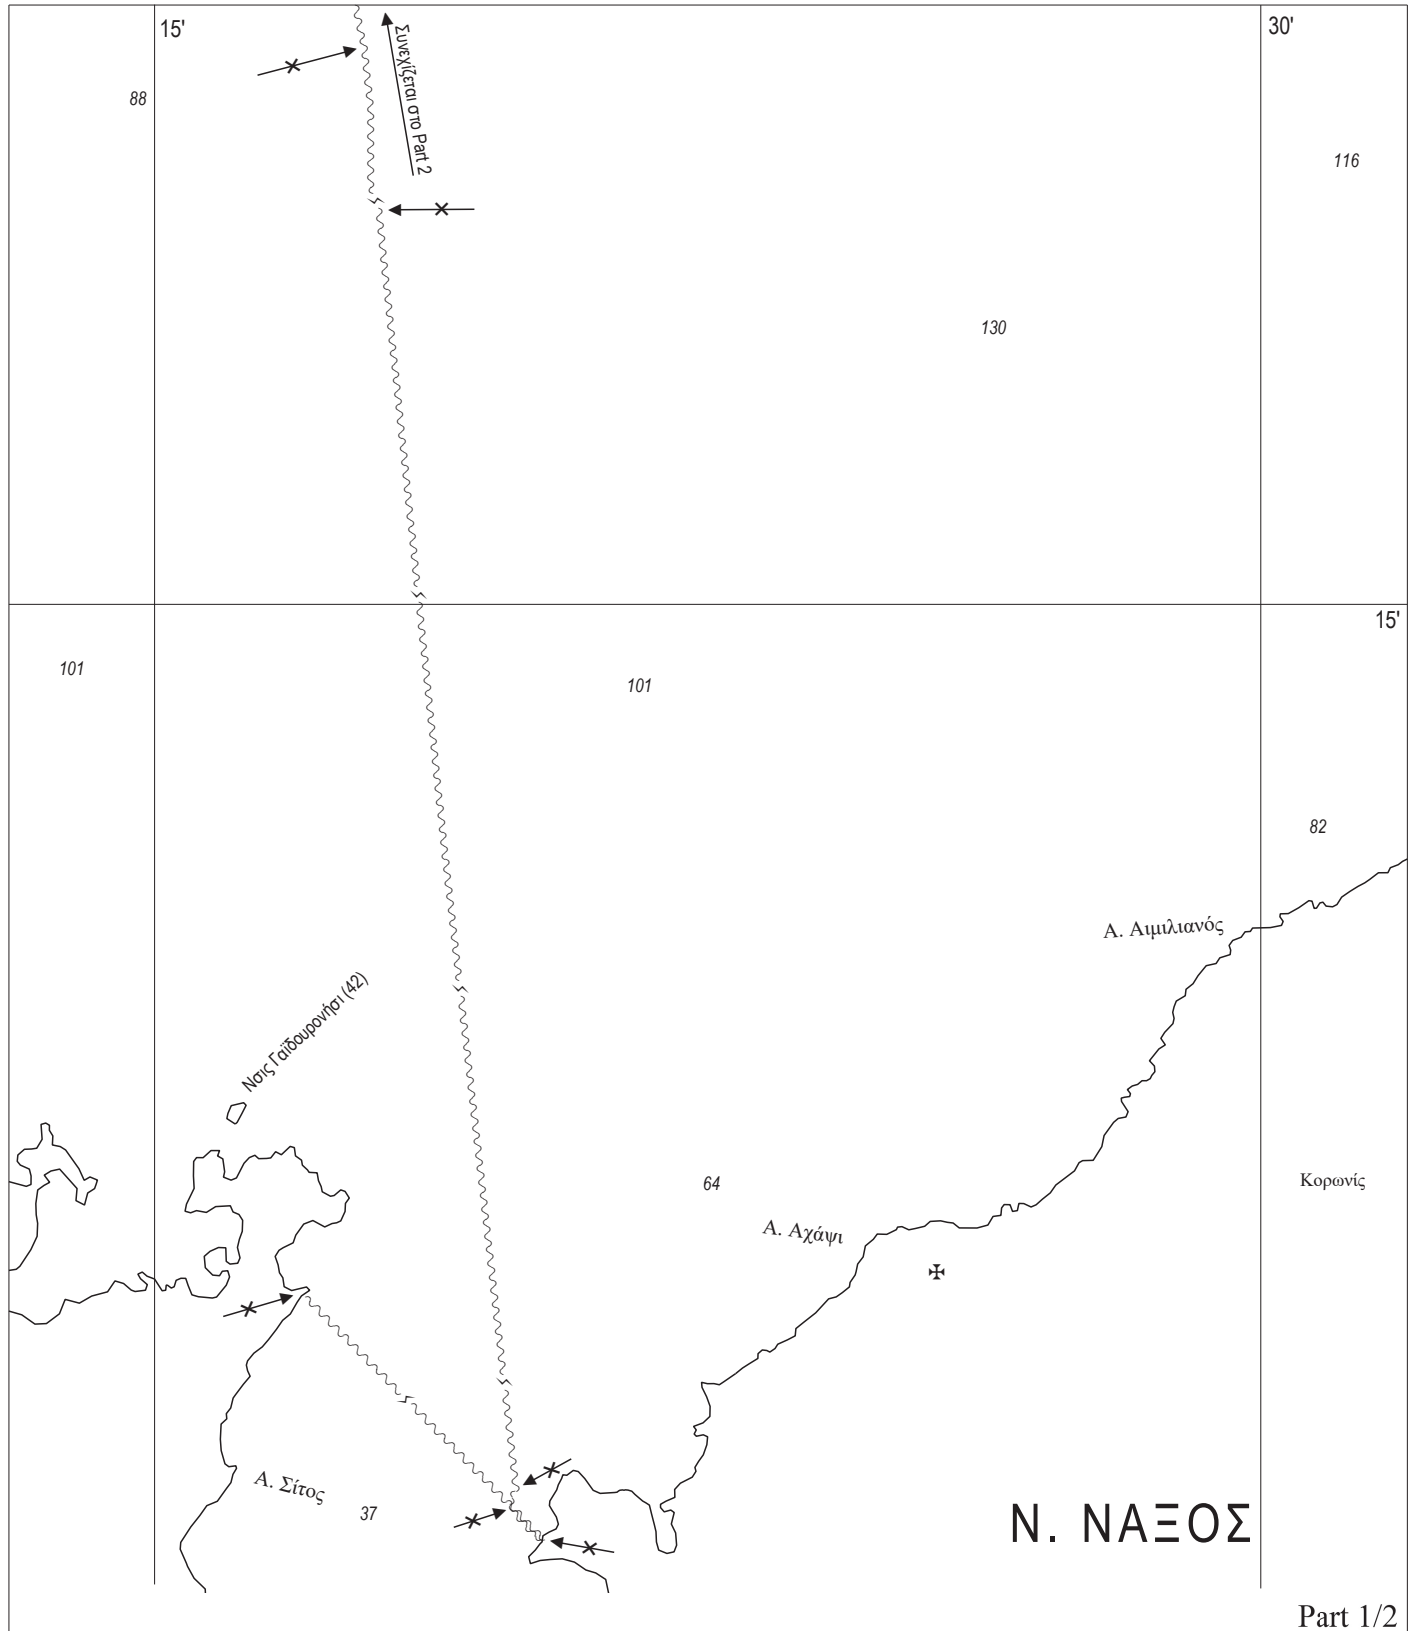 15'
30'
Συνεχίζεται στο Part 2
88
116
130
15'
101
101
82
Α. Αιμιλιανός
Νσις Γαϊδουρονήσι (42)
64
Κορωνίς
Α. Αχάψι
Α. Σίτος
37
Ν. ΝΑΞΟΣ
Part 1/2